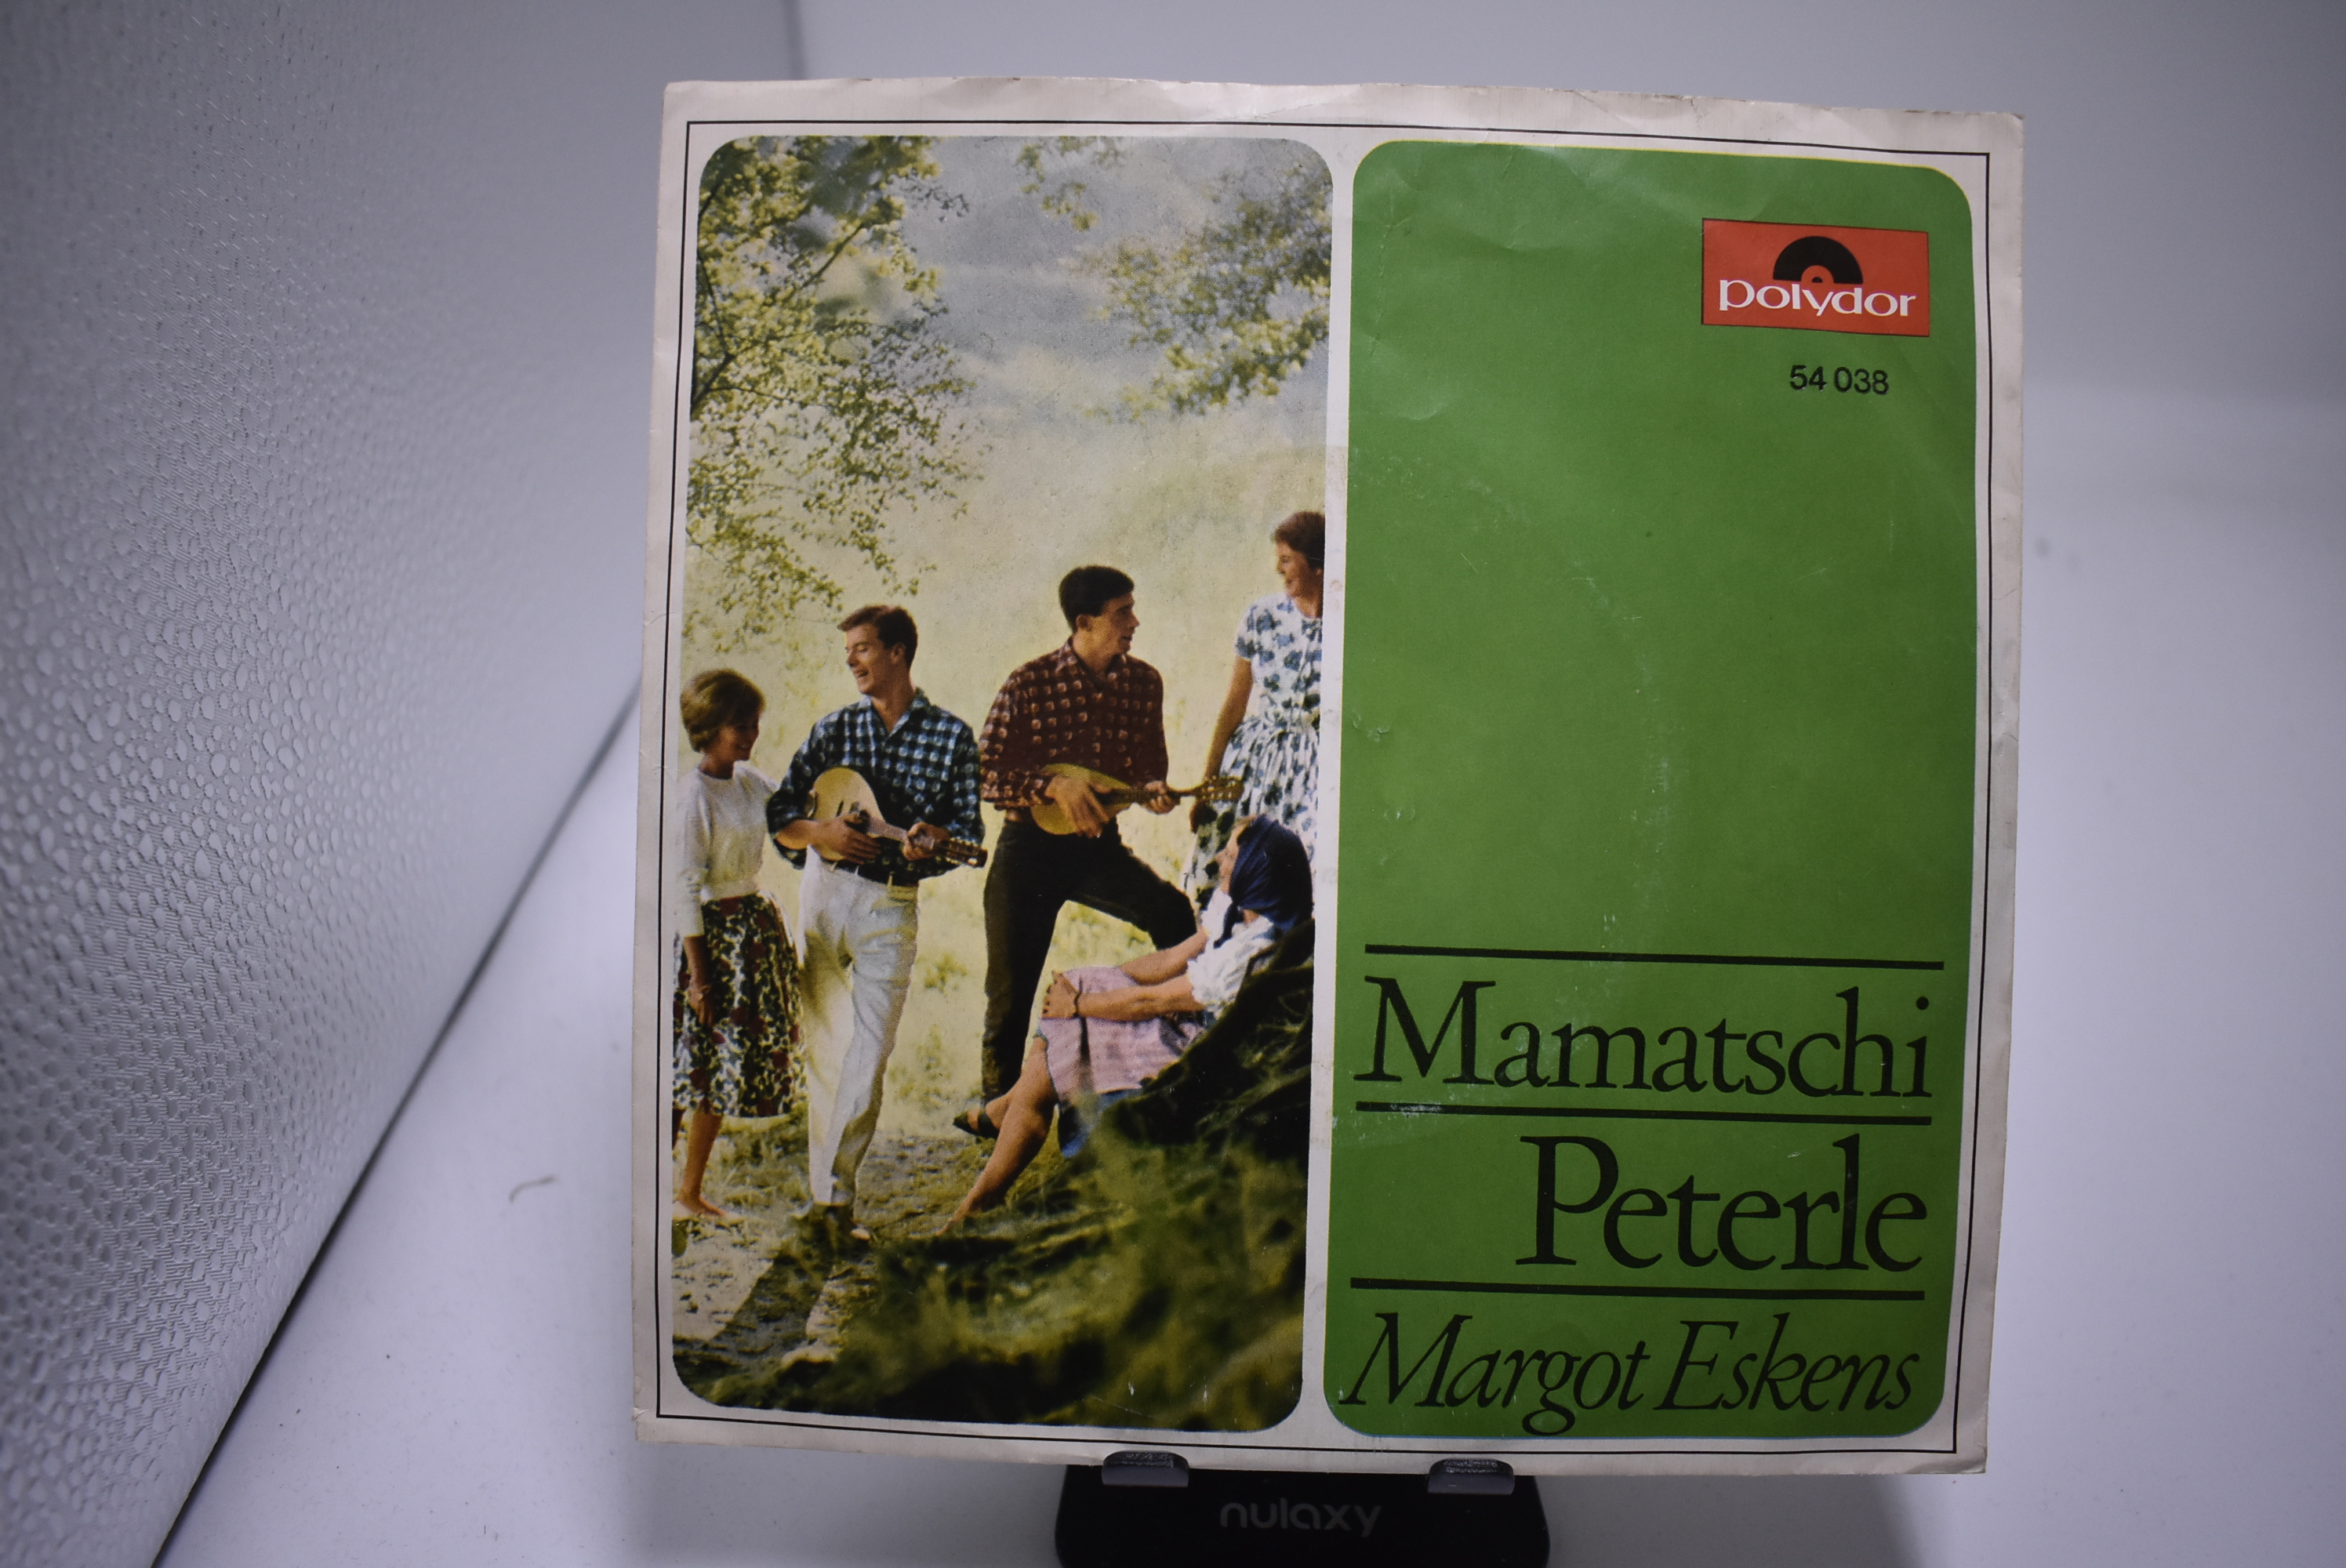 polydor
54 038
Mamatschi
Peterle
Margot Eskens
nulaxy